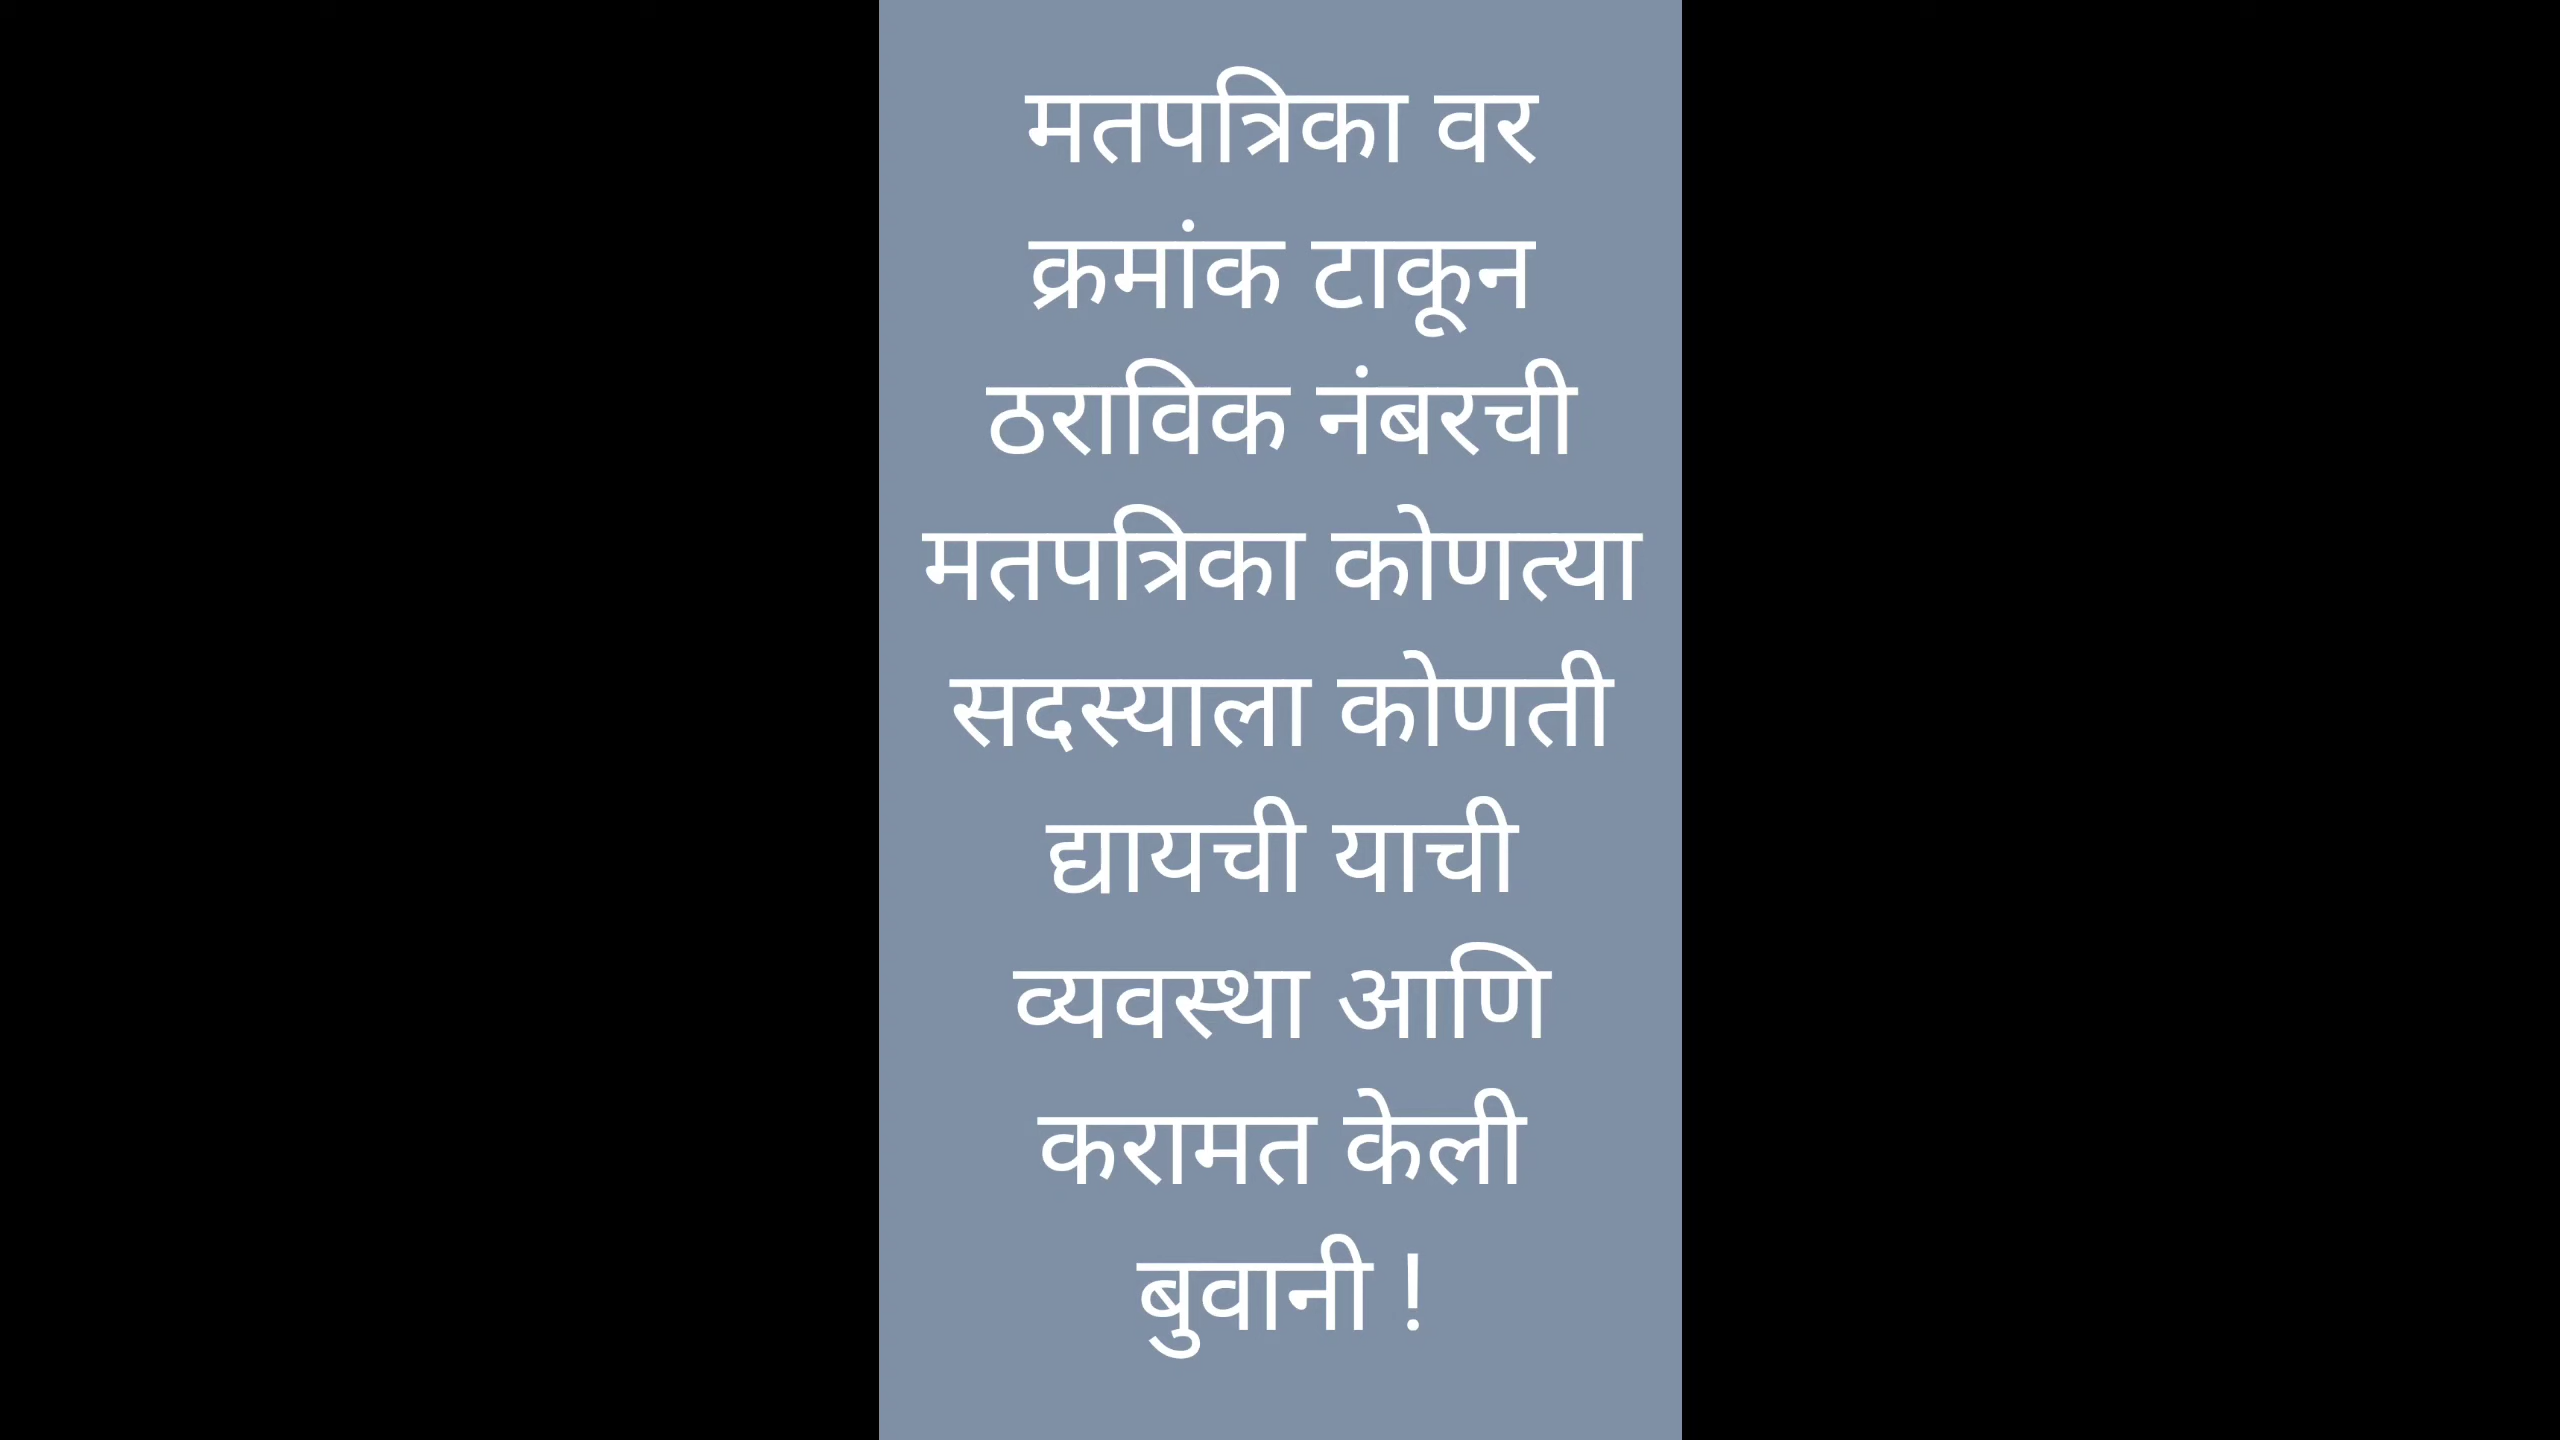 मतपत्रिका वर
क्रमांक टाकून
ठराविक नंबरची
मतपत्रिका कोणत्या
सदस्याला कोणती
द्यायची याची
व्यवस्था आणि
करामत केली
बुवानी !